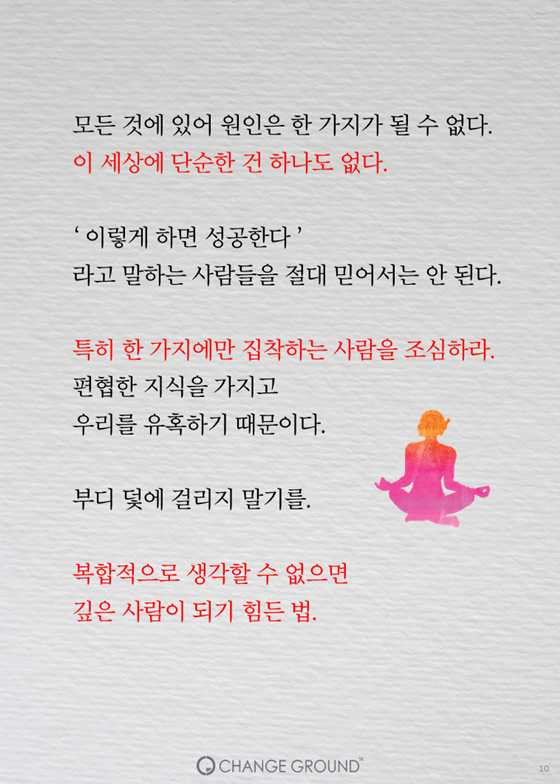 모든 것에 있어 원인은 한 가지가 될 수 없다.
이 세상에 단순한 건 하나도 없다.
‘ 이렇게 하면 성공한다 ’
라고 말하는 사람들을 절대 믿어서는 안 된다.
특히 한 가지에만 집착하는 사람을 조심하라.
편협한 지식을 가지고
우리를 유혹하기 때문이다.
부디 덫에 걸리지 말기를.
복합적으로 생각할 수 없으면
깊은 사람이 되기 힘든 법.
CHANGE GROUND
10